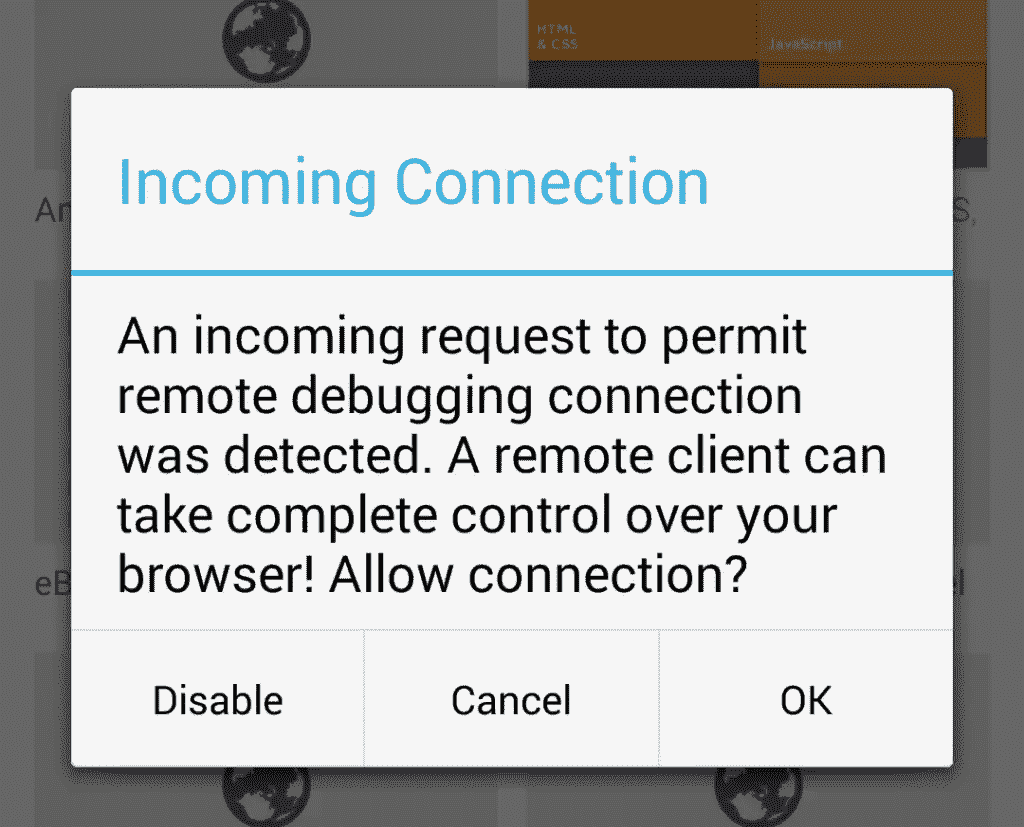 HTML
& CSS
JavaScript
Incoming Connection
An incoming request to permit
remote debugging connection
was detected. A remote client can
take complete control over your
browser! Allow connection?
Disable
Cancel
OK